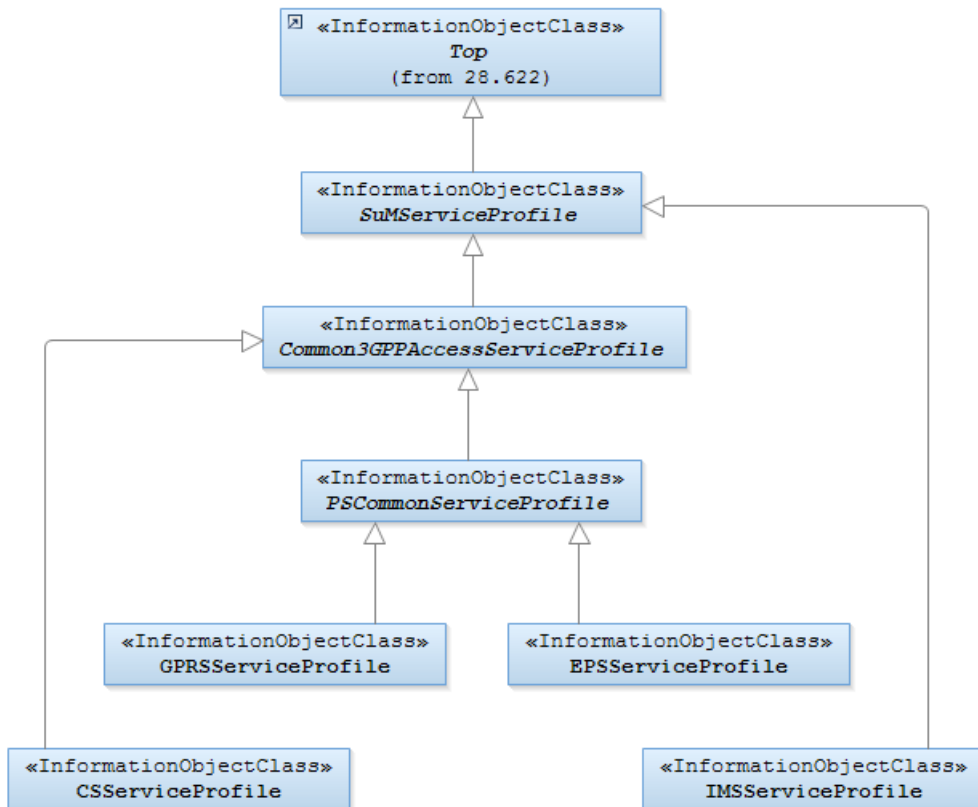 «InformationObjectClass»
Top
(from 28.622)
«InformationObjectClass»
SuMServiceProfile
«InformationObjectClass»
Common3GPPAccessServiceProfile
«InformationObjectClass»
PSCommonServiceProfile
«InformationObjectClass»
GPRSServiceProfile
«InformationObjectClass»
EPSServiceProfile
«InformationObjectClass»
CSServiceProfile
«InformationObjectClass»
IMSServiceProfile